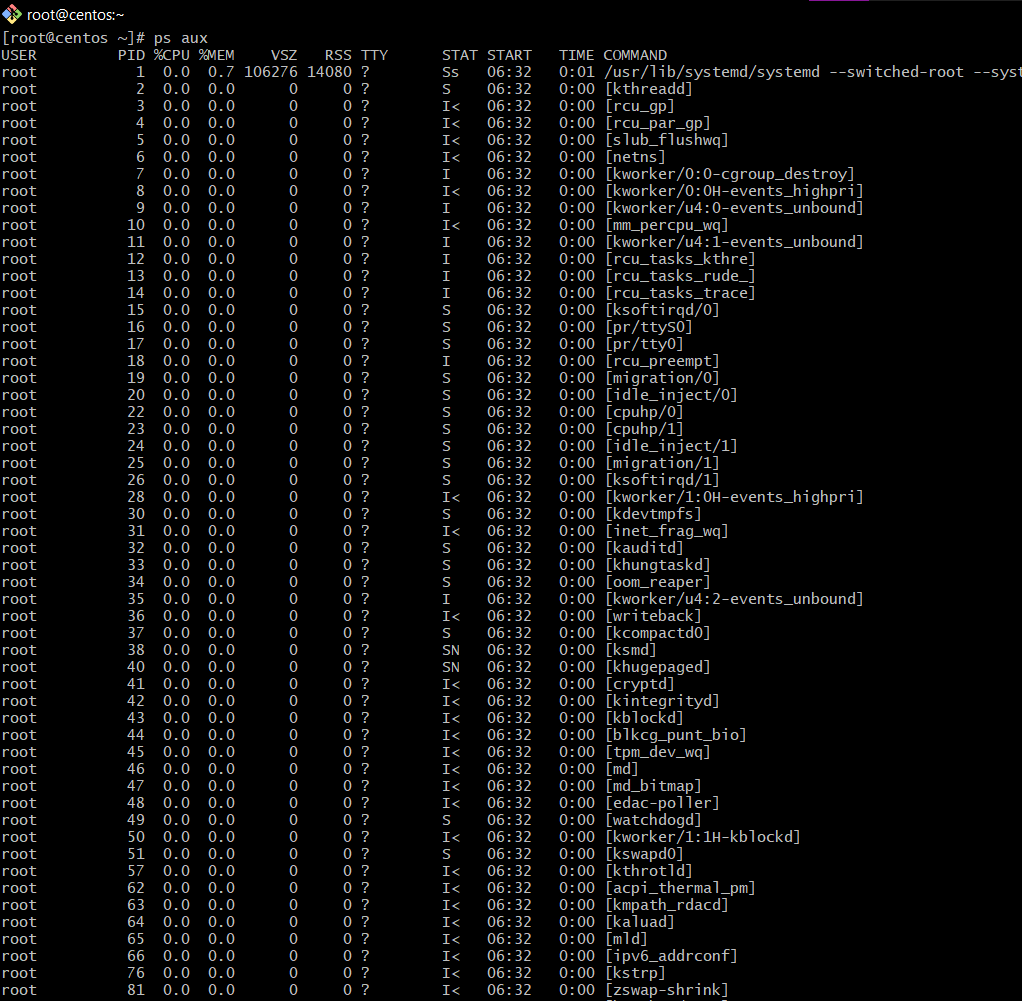 root@centos:~
[root@centos ~]# ps aux
USER         PID %CPU %MEM    VSZ   RSS TTY      STAT START   TIME COMMAND
root           1  0.0  0.7 106276 14080 ?        Ss   06:32   0:01 /usr/lib/systemd/systemd --switched-root --syst
root           2  0.0  0.0      0     0 ?        S    06:32   0:00 [kthreadd]
root           3  0.0  0.0      0     0 ?        I<   06:32   0:00 [rcu_gp]
root           4  0.0  0.0      0     0 ?        I<   06:32   0:00 [rcu_par_gp]
root           5  0.0  0.0      0     0 ?        I<   06:32   0:00 [slub_flushwq]
root           6  0.0  0.0      0     0 ?        I<   06:32   0:00 [netns]
root           7  0.0  0.0      0     0 ?        I    06:32   0:00 [kworker/0:0-cgroup_destroy]
root           8  0.0  0.0      0     0 ?        I<   06:32   0:00 [kworker/0:0H-events_highpri]
root           9  0.0  0.0      0     0 ?        I    06:32   0:00 [kworker/u4:0-events_unbound]
root          10  0.0  0.0      0     0 ?        I<   06:32   0:00 [mm_percpu_wq]
root          11  0.0  0.0      0     0 ?        I    06:32   0:00 [kworker/u4:1-events_unbound]
root          12  0.0  0.0      0     0 ?        I    06:32   0:00 [rcu_tasks_kthre]
root          13  0.0  0.0      0     0 ?        I    06:32   0:00 [rcu_tasks_rude_]
root          14  0.0  0.0      0     0 ?        I    06:32   0:00 [rcu_tasks_trace]
root          15  0.0  0.0      0     0 ?        S    06:32   0:00 [ksoftirqd/0]
root          16  0.0  0.0      0     0 ?        S    06:32   0:00 [pr/ttyS0]
root          17  0.0  0.0      0     0 ?        S    06:32   0:00 [pr/tty0]
root          18  0.0  0.0      0     0 ?        I    06:32   0:00 [rcu_preempt]
root          19  0.0  0.0      0     0 ?        S    06:32   0:00 [migration/0]
root          20  0.0  0.0      0     0 ?        S    06:32   0:00 [idle_inject/0]
root          22  0.0  0.0      0     0 ?        S    06:32   0:00 [cpuhp/0]
root          23  0.0  0.0      0     0 ?        S    06:32   0:00 [cpuhp/1]
root          24  0.0  0.0      0     0 ?        S    06:32   0:00 [idle_inject/1]
root          25  0.0  0.0      0     0 ?        S    06:32   0:00 [migration/1]
root          26  0.0  0.0      0     0 ?        S    06:32   0:00 [ksoftirqd/1]
root          28  0.0  0.0      0     0 ?        I<   06:32   0:00 [kworker/1:0H-events_highpri]
root          30  0.0  0.0      0     0 ?        S    06:32   0:00 [kdevtmpfs]
root          31  0.0  0.0      0     0 ?        I<   06:32   0:00 [inet_frag_wq]
root          32  0.0  0.0      0     0 ?        S    06:32   0:00 [kauditd]
root          33  0.0  0.0      0     0 ?        S    06:32   0:00 [khungtaskd]
root          34  0.0  0.0      0     0 ?        S    06:32   0:00 [oom_reaper]
root          35  0.0  0.0      0     0 ?        I    06:32   0:00 [kworker/u4:2-events_unbound]
root          36  0.0  0.0      0     0 ?        I<   06:32   0:00 [writeback]
root          37  0.0  0.0      0     0 ?        S    06:32   0:00 [kcompactd0]
root          38  0.0  0.0      0     0 ?        SN   06:32   0:00 [ksmd]
root          40  0.0  0.0      0     0 ?        SN   06:32   0:00 [khugepaged]
root          41  0.0  0.0      0     0 ?        I<   06:32   0:00 [cryptd]
root          42  0.0  0.0      0     0 ?        I<   06:32   0:00 [kintegrityd]
root          43  0.0  0.0      0     0 ?        I<   06:32   0:00 [kblockd]
root          44  0.0  0.0      0     0 ?        I<   06:32   0:00 [blkcg_punt_bio]
root          45  0.0  0.0      0     0 ?        I<   06:32   0:00 [tpm_dev_wq]
root          46  0.0  0.0      0     0 ?        I<   06:32   0:00 [md]
root          47  0.0  0.0      0     0 ?        I<   06:32   0:00 [md_bitmap]
root          48  0.0  0.0      0     0 ?        I<   06:32   0:00 [edac-poller]
root          49  0.0  0.0      0     0 ?        S    06:32   0:00 [watchdogd]
root          50  0.0  0.0      0     0 ?        I<   06:32   0:00 [kworker/1:1H-kblockd]
root          51  0.0  0.0      0     0 ?        S    06:32   0:00 [kswapd0]
root          57  0.0  0.0      0     0 ?        I<   06:32   0:00 [kthrotld]
root          62  0.0  0.0      0     0 ?        I<   06:32   0:00 [acpi_thermal_pm]
root          63  0.0  0.0      0     0 ?        I<   06:32   0:00 [kmpath_rdacd]
root          64  0.0  0.0      0     0 ?        I<   06:32   0:00 [kaluad]
root          65  0.0  0.0      0     0 ?        I<   06:32   0:00 [mld]
root          66  0.0  0.0      0     0 ?        I<   06:32   0:00 [ipv6_addrconf]
root          76  0.0  0.0      0     0 ?        I<   06:32   0:00 [kstrp]
root          81  0.0  0.0      0     0 ?        I<   06:32   0:00 [zswap-shrink]